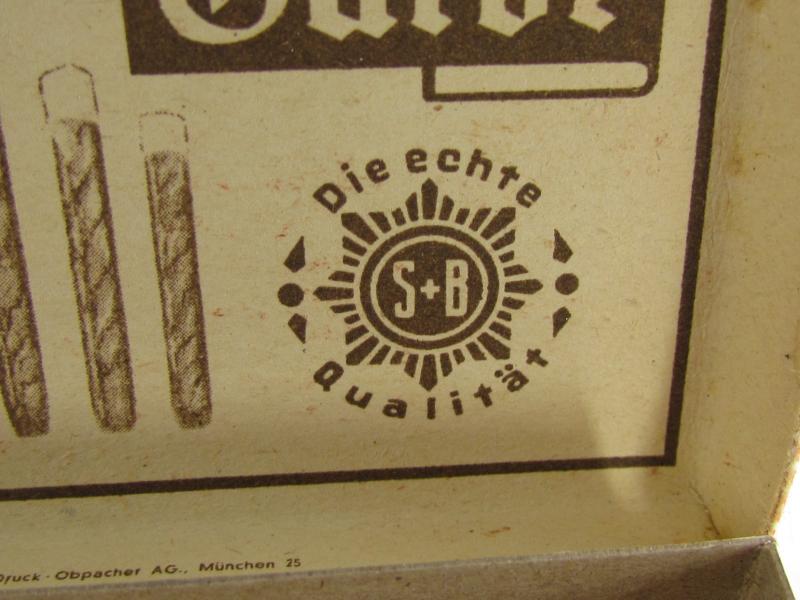 Die echte
S+B
Qualität
Druck · Obpacher AG., München 25